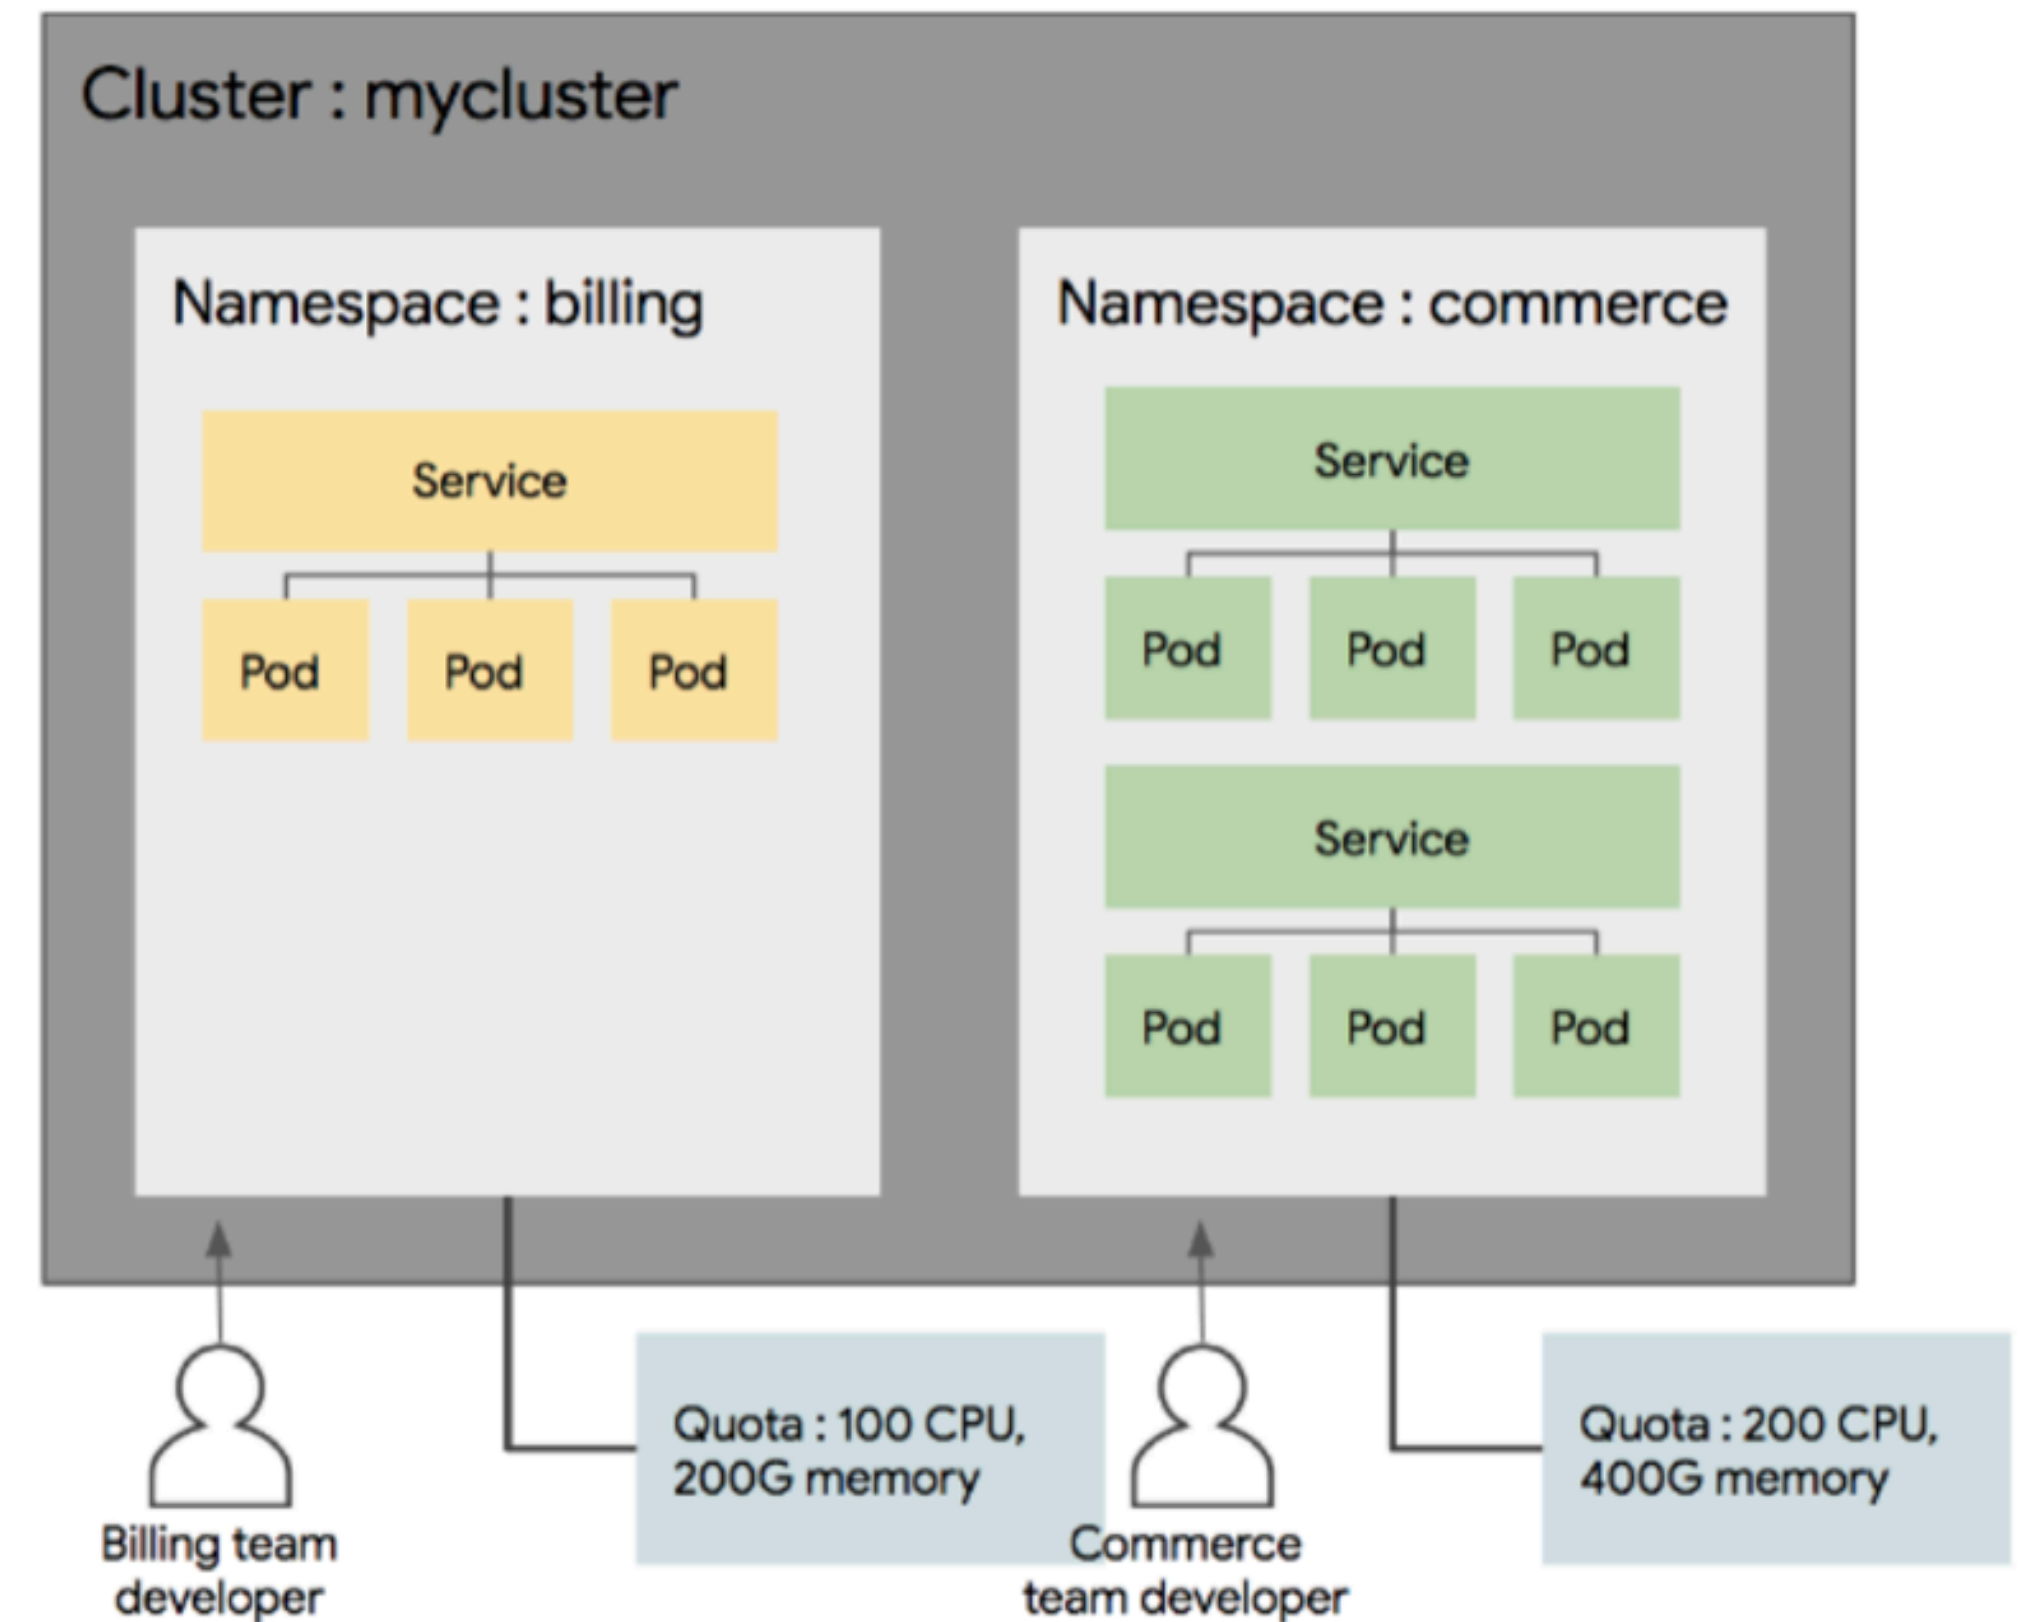 Cluster : mycluster
Namespace : billing
Service
Pod Pod Pod
Namespace : commerce
Service
Pod Pod Pod
Service
Pod Pod Pod
Billing team
developer
Quota : 100 CPU,
200G memory
Commerce
team developer
Quota : 200 CPU,
400G memory